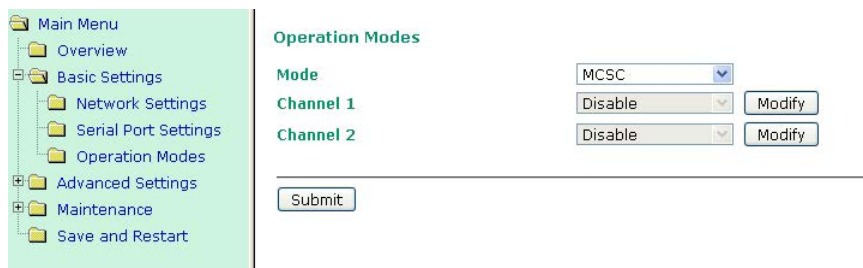 Main Menu
Overview
Basic Settings
Network Settings
Serial Port Settings
Operation Modes
Advanced Settings
Maintenance
Save and Restart
Operation Modes
Mode MCSC
Channel 1 Disable Modify
Channel 2 Disable Modify
Submit